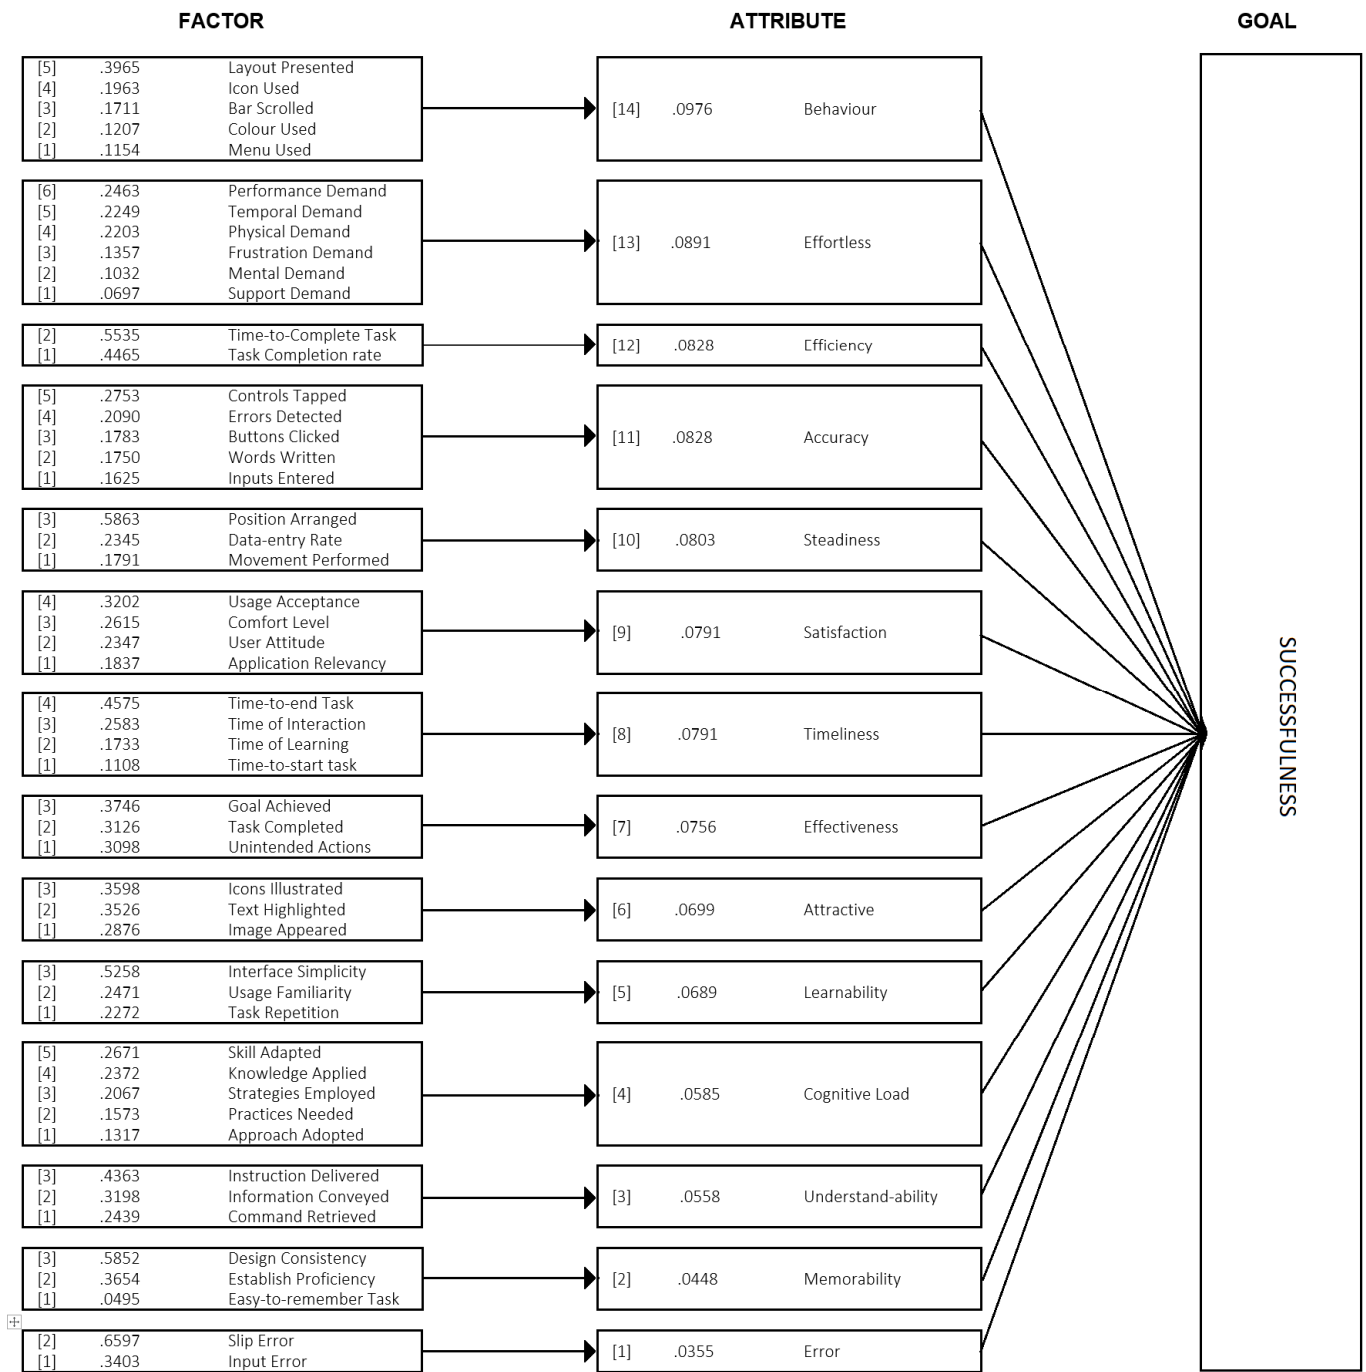 FACTOR ATTRIBUTE GOAL
[5] .3965 Layout Presented
[4] .1963 Icon Used
[3] .1711 Bar Scrolled
[2] .1207 Colour Used
[1] .1154 Menu Used
[14] .0976 Behaviour
[6] .2463 Performance Demand
[5] .2249 Temporal Demand
[4] .2203 Physical Demand
[3] .1357 Frustration Demand
[2] .1032 Mental Demand
[1] .0697 Support Demand
[13] .0891 Effortless
[2] .5535 Time-to-Complete Task
[1] .4465 Task Completion rate
[12] .0828 Efficiency
[5] .2753 Controls Tapped
[4] .2090 Errors Detected
[3] .1783 Buttons Clicked
[2] .1750 Words Written
[1] .1625 Inputs Entered
[11] .0828 Accuracy
[3] .5863 Position Arranged
[2] .2345 Data-entry Rate
[1] .1791 Movement Performed
[10] .0803 Steadiness
[4] .3202 Usage Acceptance
[3] .2615 Comfort Level
[2] .2347 User Attitude
[1] .1837 Application Relevancy
[9] .0791 Satisfaction
[4] .4575 Time-to-end Task
[3] .2583 Time of Interaction
[2] .1733 Time of Learning
[1] .1108 Time-to-start task
[8] .0791 Timeliness
[3] .3746 Goal Achieved
[2] .3126 Task Completed
[1] .3098 Unintended Actions
[7] .0756 Effectiveness
[3] .3598 Icons Illustrated
[2] .3526 Text Highlighted
[1] .2876 Image Appeared
[6] .0699 Attractive
[3] .5258 Interface Simplicity
[2] .2471 Usage Familiarity
[1] .2272 Task Repetition
[5] .0689 Learnability
[5] .2671 Skill Adapted
[4] .2372 Knowledge Applied
[3] .2067 Strategies Employed
[2] .1573 Practices Needed
[1] .1317 Approach Adopted
[4] .0585 Cognitive Load
[3] .4363 Instruction Delivered
[2] .3198 Information Conveyed
[1] .2439 Command Retrieved
[3] .0558 Understand-ability
[3] .5852 Design Consistency
[2] .3654 Establish Proficiency
[1] .0495 Easy-to-remember Task
[2] .0448 Memorability
[2] .6597 Slip Error
[1] .3403 Input Error
[1] .0355 Error
SUCCESSFULNESS